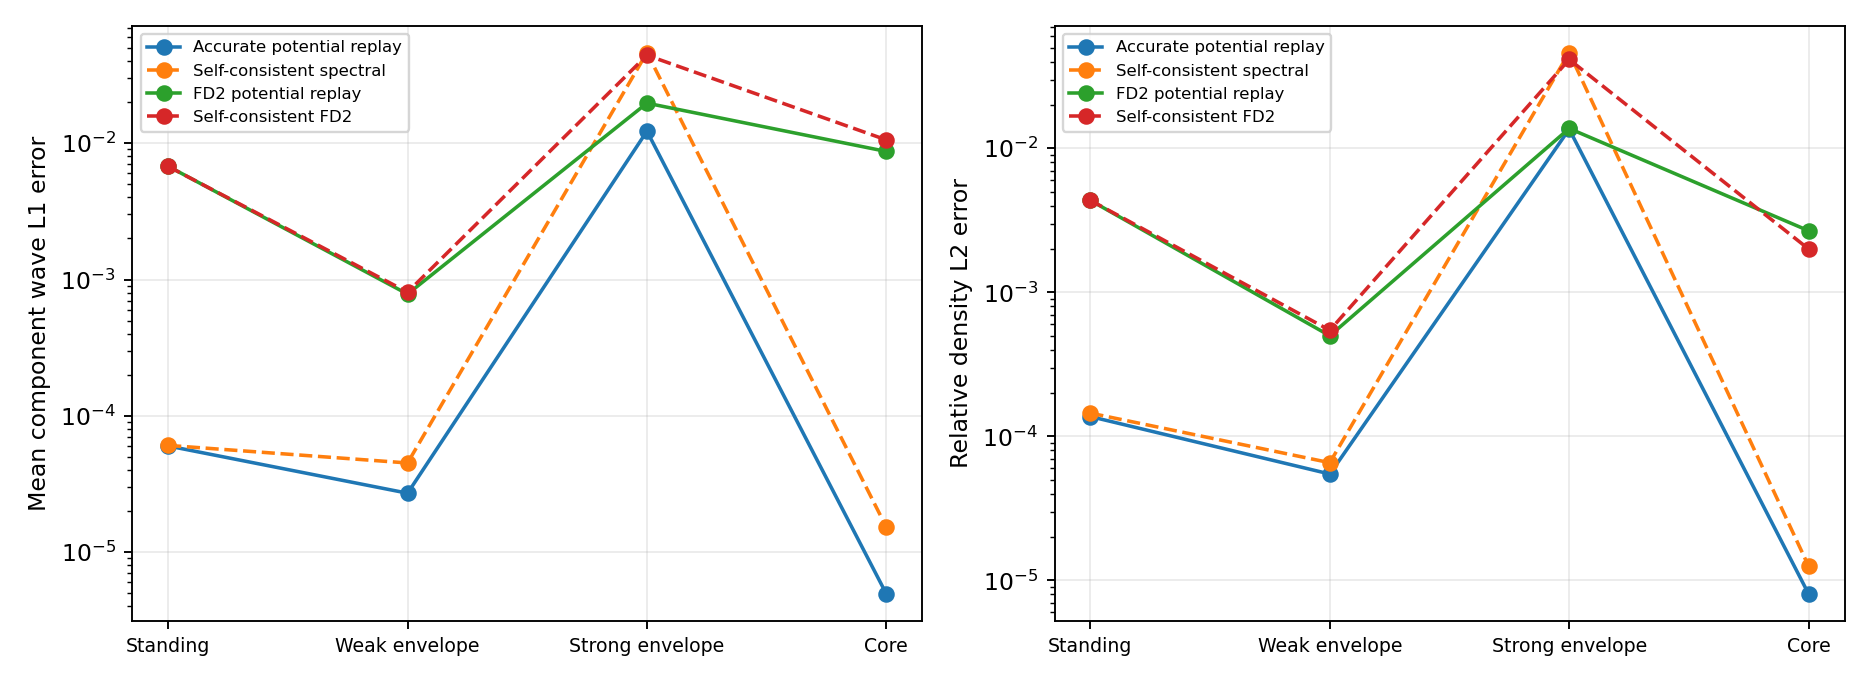 Mean component wave L1 error
10⁻²
10⁻³
10⁻⁴
10⁻⁵
Accurate potential replay
Self-consistent spectral
FD2 potential replay
Self-consistent FD2
Standing
Weak envelope
Strong envelope
Core
Relative density L2 error
10⁻²
10⁻³
10⁻⁴
10⁻⁵
Accurate potential replay
Self-consistent spectral
FD2 potential replay
Self-consistent FD2
Standing
Weak envelope
Strong envelope
Core